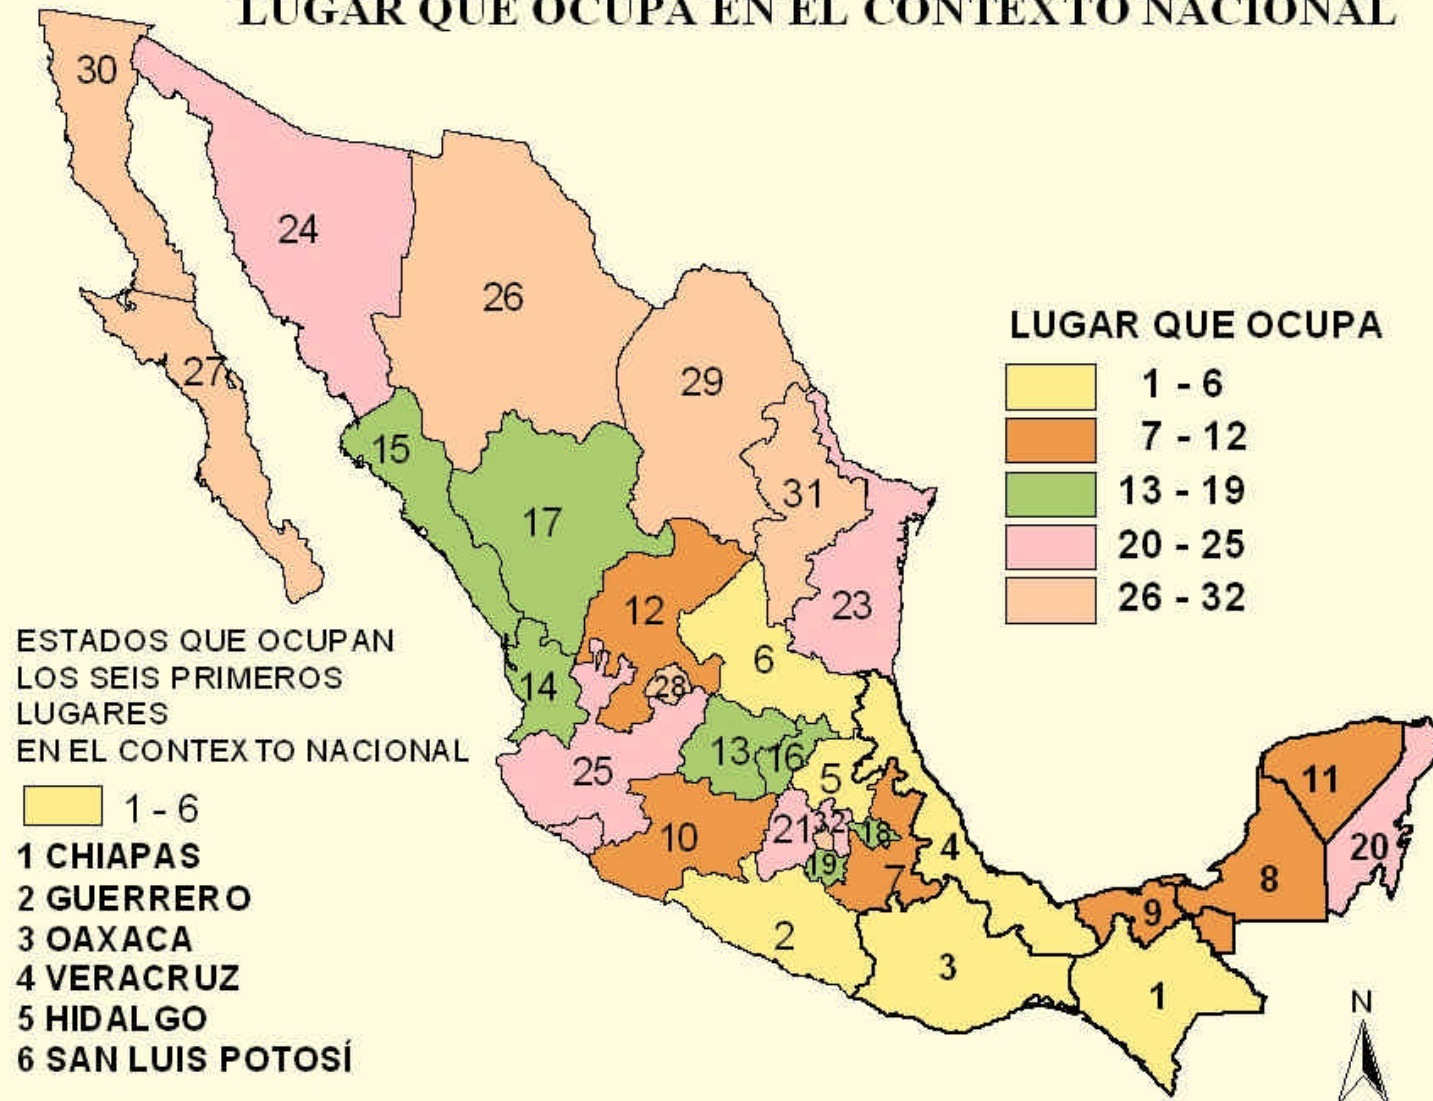 LUGAR QUE OCUPA EN EL CONTEXTO NACIONAL
30
24
26
27
29
15
31
17
12
23
6
28
14
13
16
5
25
21
32
18
10
19
7
4
2
3
9
8
11
20
1
LUGAR QUE OCUPA
1 - 6
7 - 12
13 - 19
20 - 25
26 - 32
ESTADOS QUE OCUPAN
LOS SEIS PRIMEROS
LUGARES
EN EL CONTEXTO NACIONAL
1 - 6
1 CHIAPAS
2 GUERRERO
3 OAXACA
4 VERACRUZ
5 HIDALGO
6 SAN LUIS POTOSÍ
N